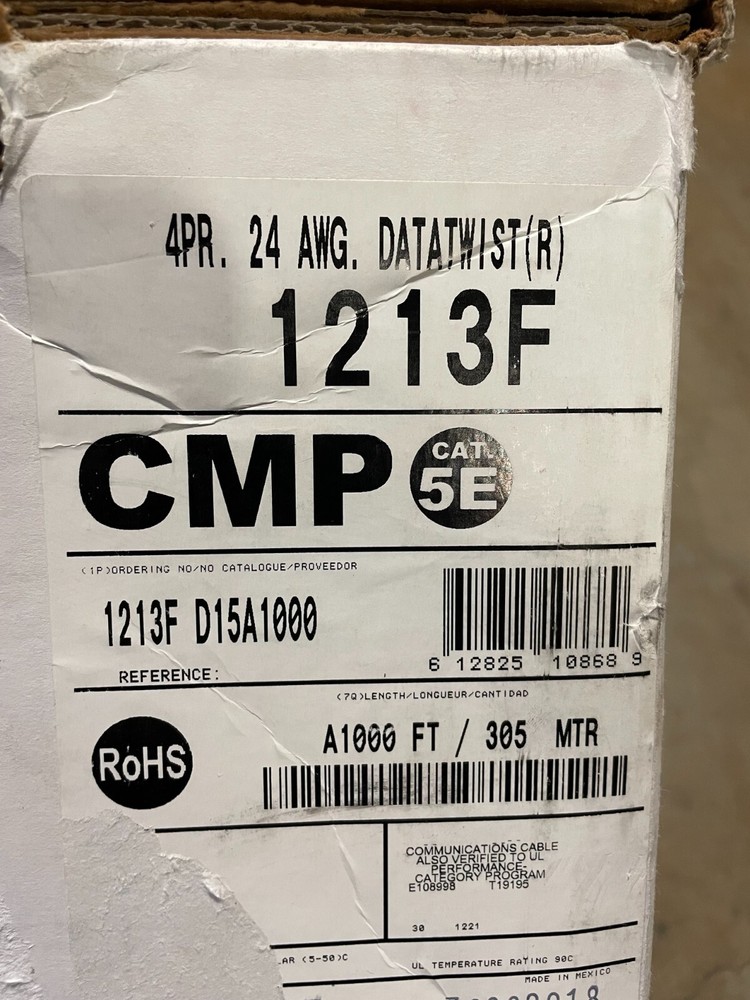 4PR. 24 AWG. DATATWIST(R)
1213F
CMP CAT. 5E
(1P)ORDERING NO/NO CATALOGUE/PROVEEDOR
1213F D15A1000
6 12825 10868 9
REFERENCE:
(7Q)LENGTH/LONGUEUR/CANTIDAD
RoHS
A1000 FT / 305 MTR
COMMUNICATIONS CABLE
ALSO VERIFIED TO UL
PERFORMANCE-
CATEGORY PROGRAM
E108998 T19195
30 1221
(5-50)C
UL TEMPERATURE RATING 90C
MADE IN MEXICO